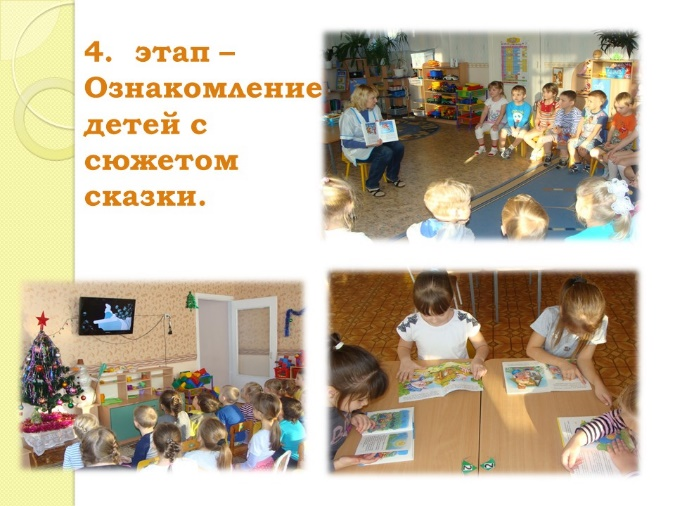 4. этап –
Ознакомление
детей с
сюжетом
сказки.